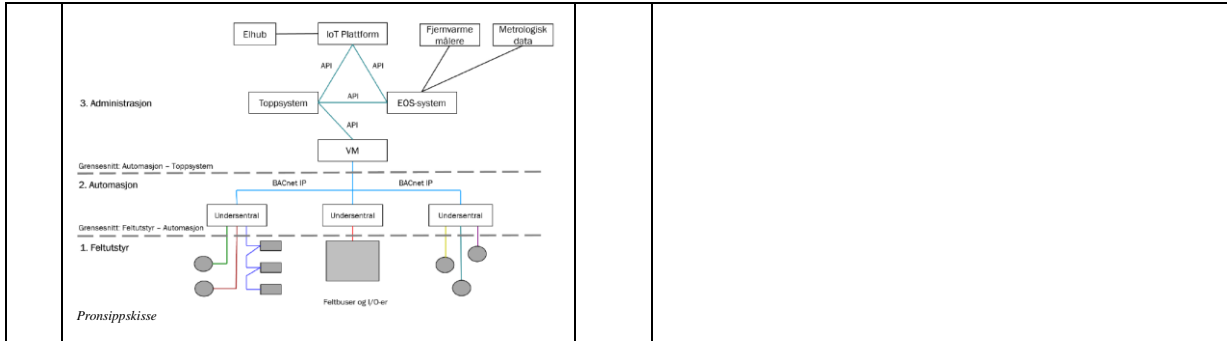 Elhub
IoT Plattform
Fjernvarme
målere
Metrologisk
data
API
API
3. Administrasjon
Toppsystem
API
EOS-system
API
VM
Grensesnitt: Automasjon – Toppsystem
2. Automasjon
BACnet IP
BACnet IP
Undersentral
Undersentral
Undersentral
Grensesnitt: Feltutstyr – Automasjon
1. Feltutstyr
Feltbuser og I/O-er
Pronsippskisse